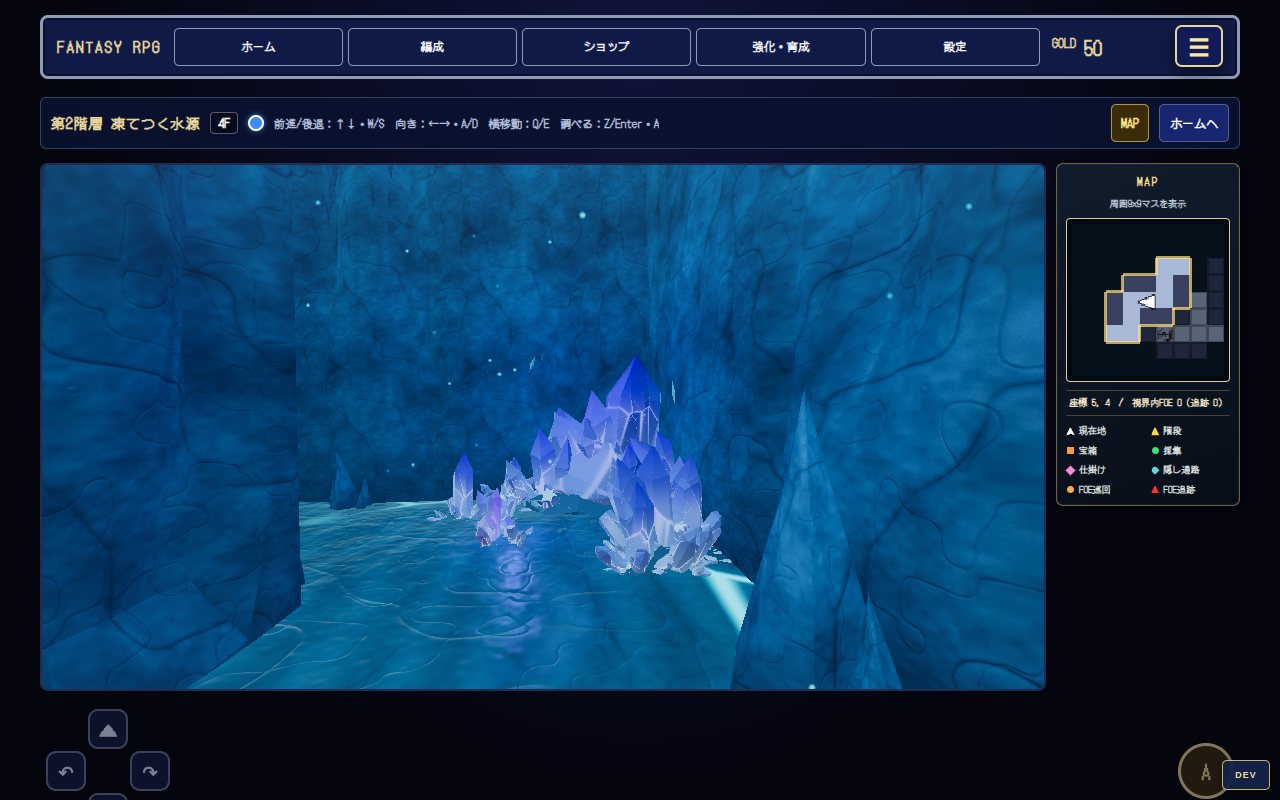 FANTASY RPG ホーム 編成 ショップ 強化・育成 設定 GOLD 50
第2階層 凍てつく水源 4F 前進/後退：↑↓・W/S 向き：←→・A/D 横移動：Q/E 調べる：Z/Enter・A MAP ホームへ
MAP
周囲9x9マスを表示
座標 5, 4 / 視界内FOE 0（追跡 0）
現在地 階段
宝箱 採集
仕掛け 隠し通路
FOE巡回 FOE追跡
A DEV